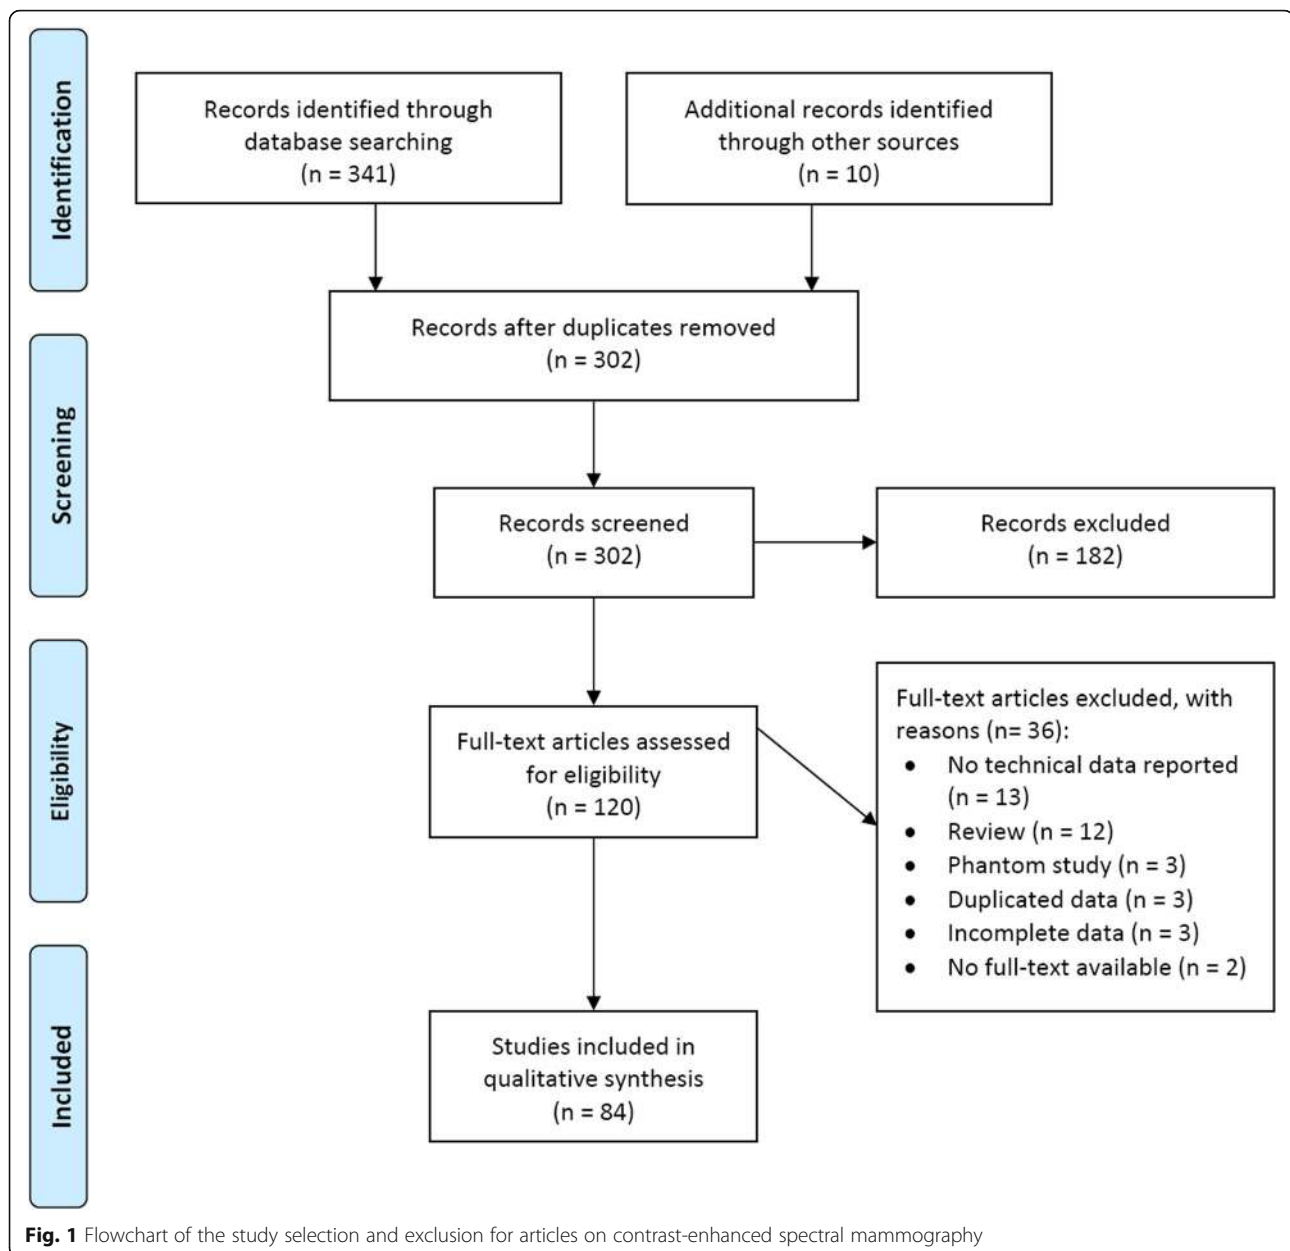 Identification
Records identified through
database searching
(n = 341)
Additional records identified
through other sources
(n = 10)
Records after duplicates removed
(n = 302)
Screening
Records screened
(n = 302)
Records excluded
(n = 182)
Eligibility
Full-text articles assessed
for eligibility
(n = 120)
Full-text articles excluded, with
reasons (n= 36):
• No technical data reported
(n = 13)
• Review (n = 12)
• Phantom study (n = 3)
• Duplicated data (n = 3)
• Incomplete data (n = 3)
• No full-text available (n = 2)
Included
Studies included in
qualitative synthesis
(n = 84)
Fig. 1 Flowchart of the study selection and exclusion for articles on contrast-enhanced spectral mammography